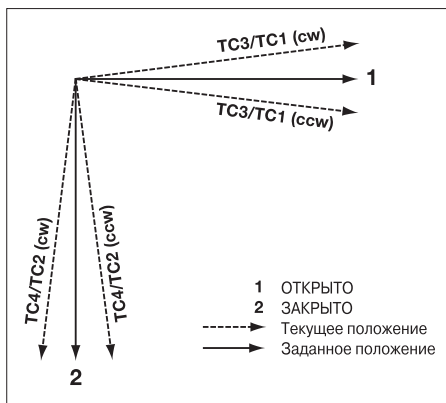 TC3/TC1 (cw)
1
TC3/TC1 (ccw)
TC4/TC2 (cw)
TC4/TC2 (ccw)
2
1 ОТКРЫТО
2 ЗАКРЫТО
Текущее положение
Заданное положение